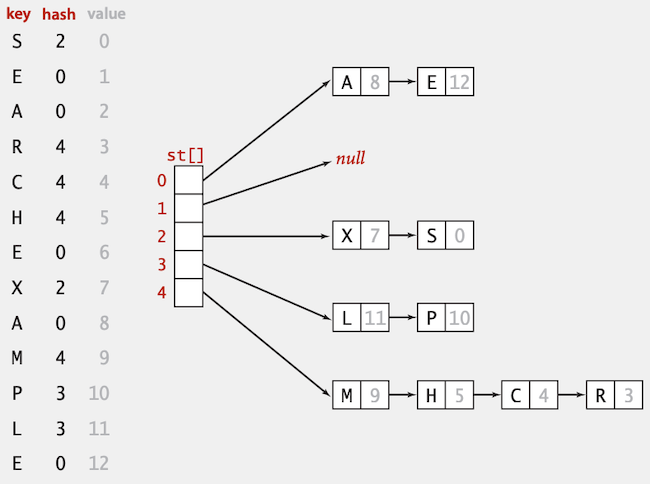 key hash value
S 2 0
E 0 1
A 0 2
R 4 3
C 4 4
H 4 5
E 0 6
X 2 7
A 0 8
M 4 9
P 3 10
L 3 11
E 0 12
st[]
0
1
2
3
4
A 8 E 12
null
X 7 S 0
L 11 P 10
M 9 H 5 C 4 R 3